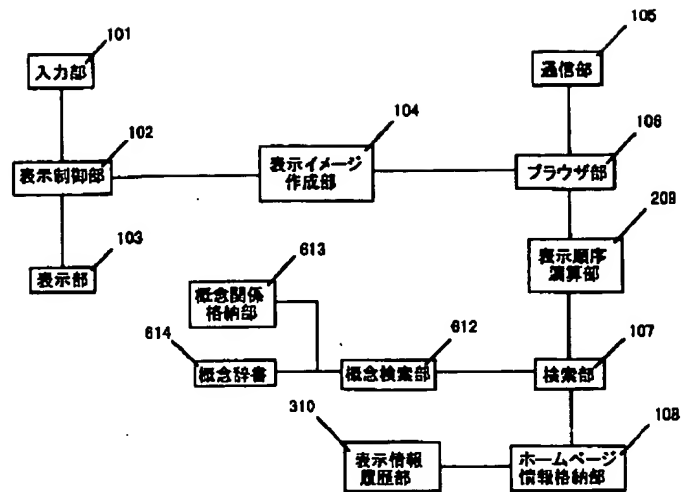 101
入力部
105
通信部
104
102
表示イメージ
作成部
106
表示制御部
ブラウザ部
209
103
表示順序
演算部
表示部
613
概念関係
格納部
614
612
107
概念辞書
概念検索部
検索部
310
108
表示情報
履歴部
ホームページ
情報格納部